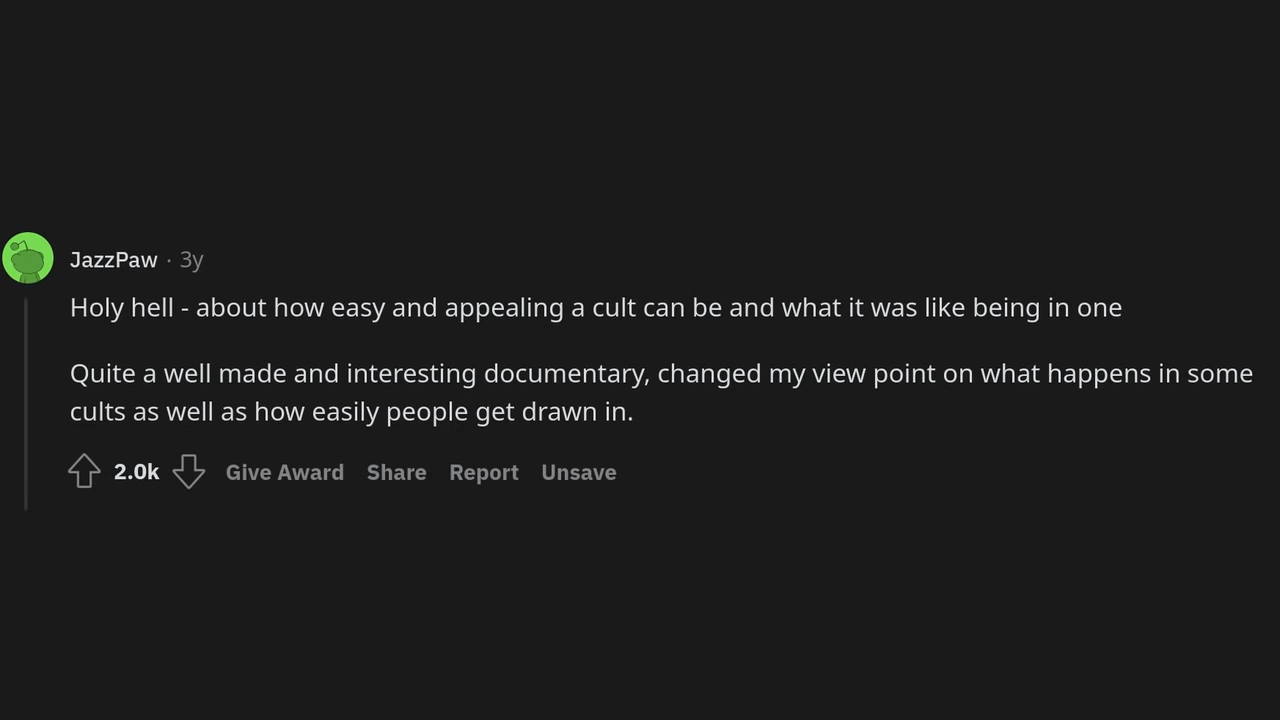 JazzPaw · 3y
Holy hell - about how easy and appealing a cult can be and what it was like being in one
Quite a well made and interesting documentary, changed my view point on what happens in some
cults as well as how easily people get drawn in.
2.0k Give Award Share Report Unsave